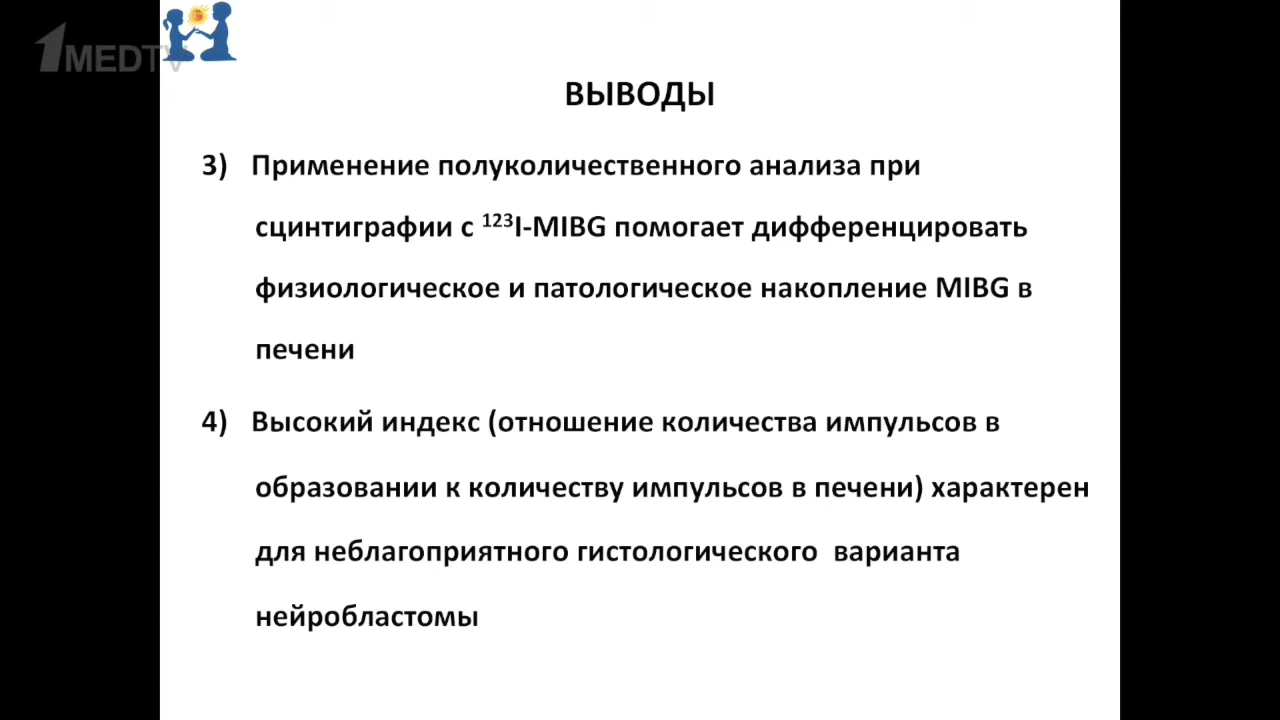 1MEDTV
ВЫВОДЫ
3) Применение полуколичественного анализа при
сцинтиграфии с ¹²³I-MIBG помогает дифференцировать
физиологическое и патологическое накопление MIBG в
печени
4) Высокий индекс (отношение количества импульсов в
образовании к количеству импульсов в печени) характерен
для неблагоприятного гистологического варианта
нейробластомы